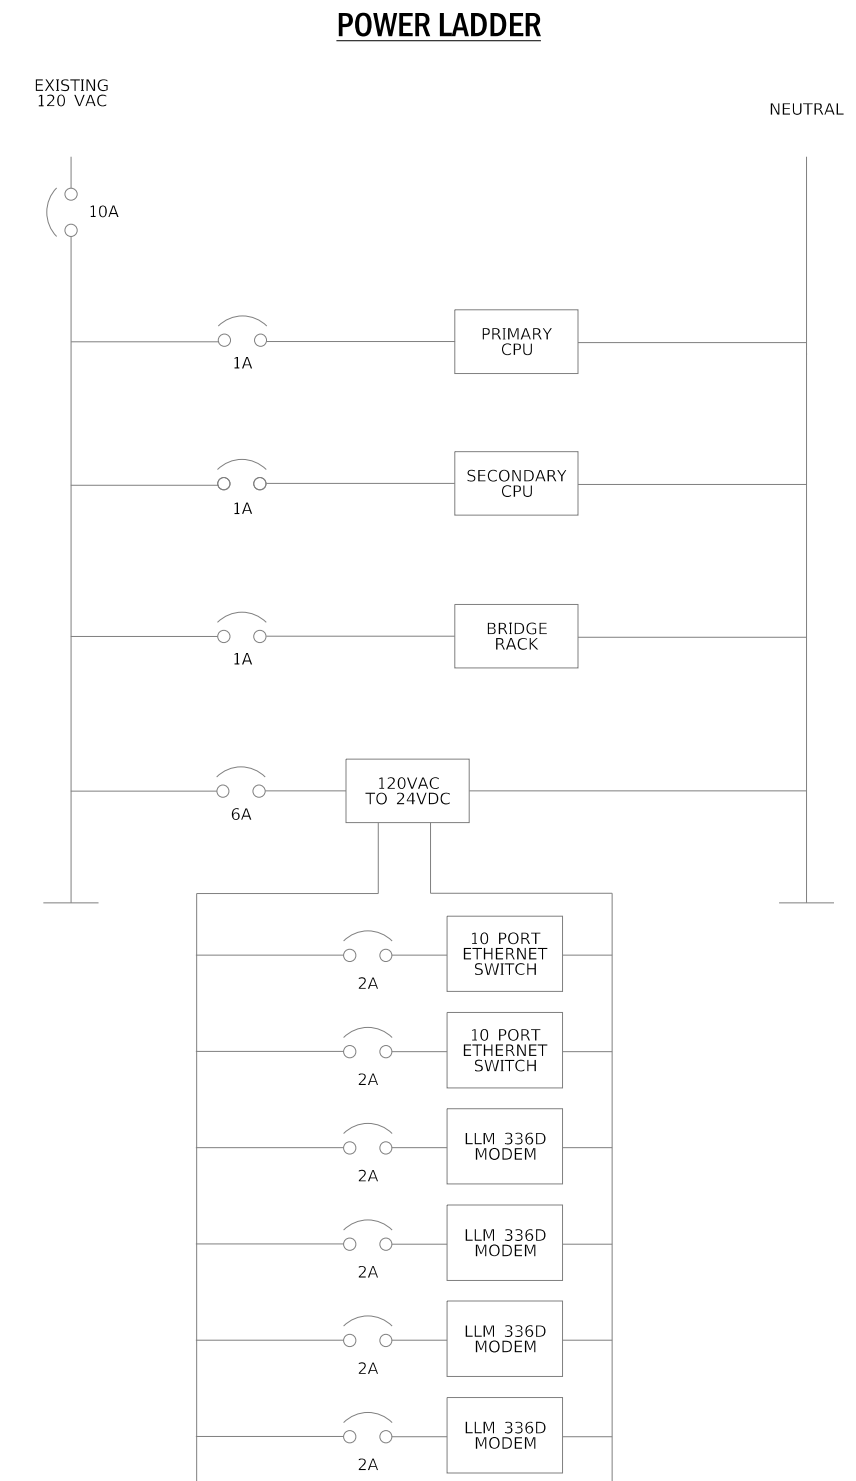 POWER LADDER
EXISTING
120 VAC
NEUTRAL
10A
PRIMARY
CPU
1A
SECONDARY
CPU
1A
BRIDGE
RACK
1A
120VAC
TO 24VDC
6A
10 PORT
ETHERNET
SWITCH
2A
10 PORT
ETHERNET
SWITCH
2A
LLM 336D
MODEM
2A
LLM 336D
MODEM
2A
LLM 336D
MODEM
2A
LLM 336D
MODEM
2A